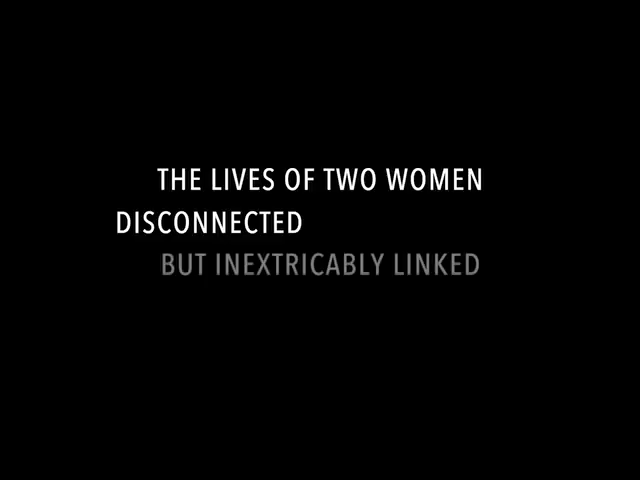 THE LIVES OF TWO WOMEN
DISCONNECTED
BUT INEXTRICABLY LINKED